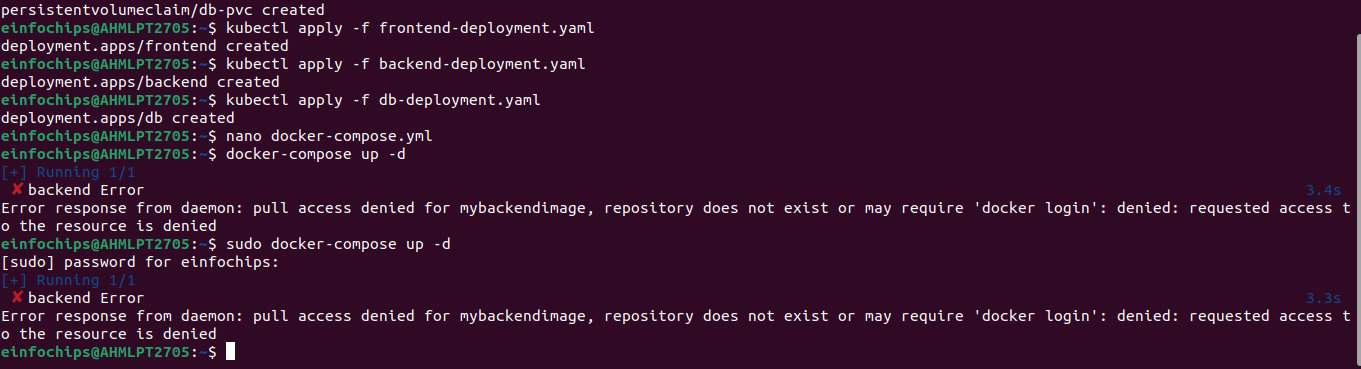 persistentvolumeclaim/db-pvc created
einfochips@AHMLPT2705:~$ kubectl apply -f frontend-deployment.yaml
deployment.apps/frontend created
einfochips@AHMLPT2705:~$ kubectl apply -f backend-deployment.yaml
deployment.apps/backend created
einfochips@AHMLPT2705:~$ kubectl apply -f db-deployment.yaml
deployment.apps/db created
einfochips@AHMLPT2705:~$ nano docker-compose.yml
einfochips@AHMLPT2705:~$ docker-compose up -d
[+] Running 1/1
✘ backend Error 3.4s
Error response from daemon: pull access denied for mybackendimage, repository does not exist or may require 'docker login': denied: requested access t
o the resource is denied
einfochips@AHMLPT2705:~$ sudo docker-compose up -d
[sudo] password for einfochips:
[+] Running 1/1
✘ backend Error 3.3s
Error response from daemon: pull access denied for mybackendimage, repository does not exist or may require 'docker login': denied: requested access t
o the resource is denied
einfochips@AHMLPT2705:~$